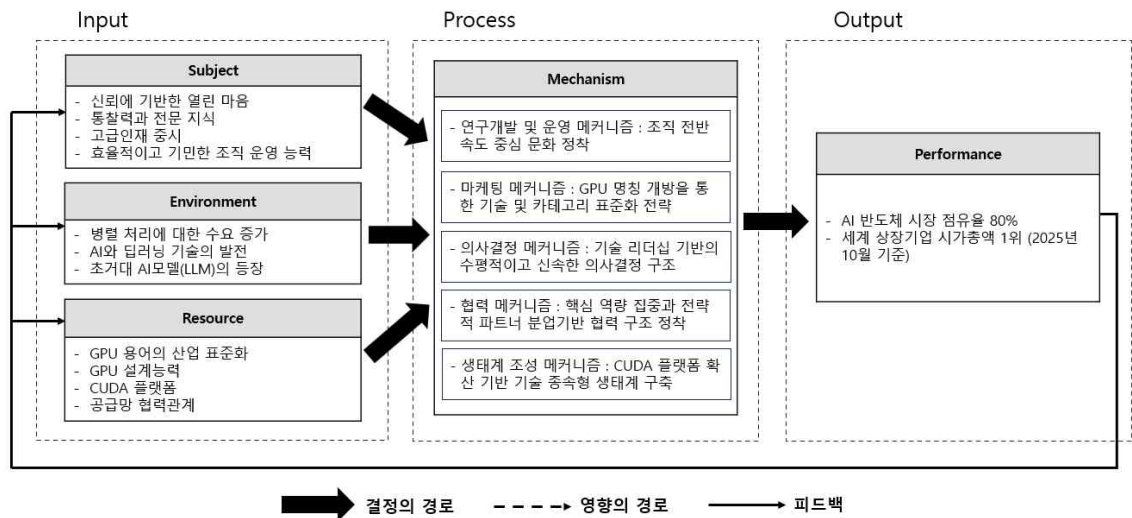 Input
Process
Output
Subject
- 신뢰에 기반한 열린 마음
- 통찰력과 전문 지식
- 고급인재 중시
- 효율적이고 기민한 조직 운영 능력
Environment
- 병렬 처리에 대한 수요 증가
- AI와 딥러닝 기술의 발전
- 초거대 AI모델(LLM)의 등장
Resource
- GPU 용어의 산업 표준화
- GPU 설계능력
- CUDA 플랫폼
- 공급망 협력관계
Mechanism
- 연구개발 및 운영 메커니즘 : 조직 전반
속도 중심 문화 정착
- 마케팅 메커니즘 : GPU 명칭 개방을 통
한 기술 및 카테고리 표준화 전략
- 의사결정 메커니즘 : 기술 리더십 기반의
수평적이고 신속한 의사결정 구조
- 협력 메커니즘 : 핵심 역량 집중과 전략
적 파트너 분업기반 협력 구조 정착
- 생태계 조성 메커니즘 : CUDA 플랫폼 확
산 기반 기술 종속형 생태계 구축
Performance
- AI 반도체 시장 점유율 80%
- 세계 상장기업 시가총액 1위 (2025년
10월 기준)
결정의 경로
영향의 경로
피드백